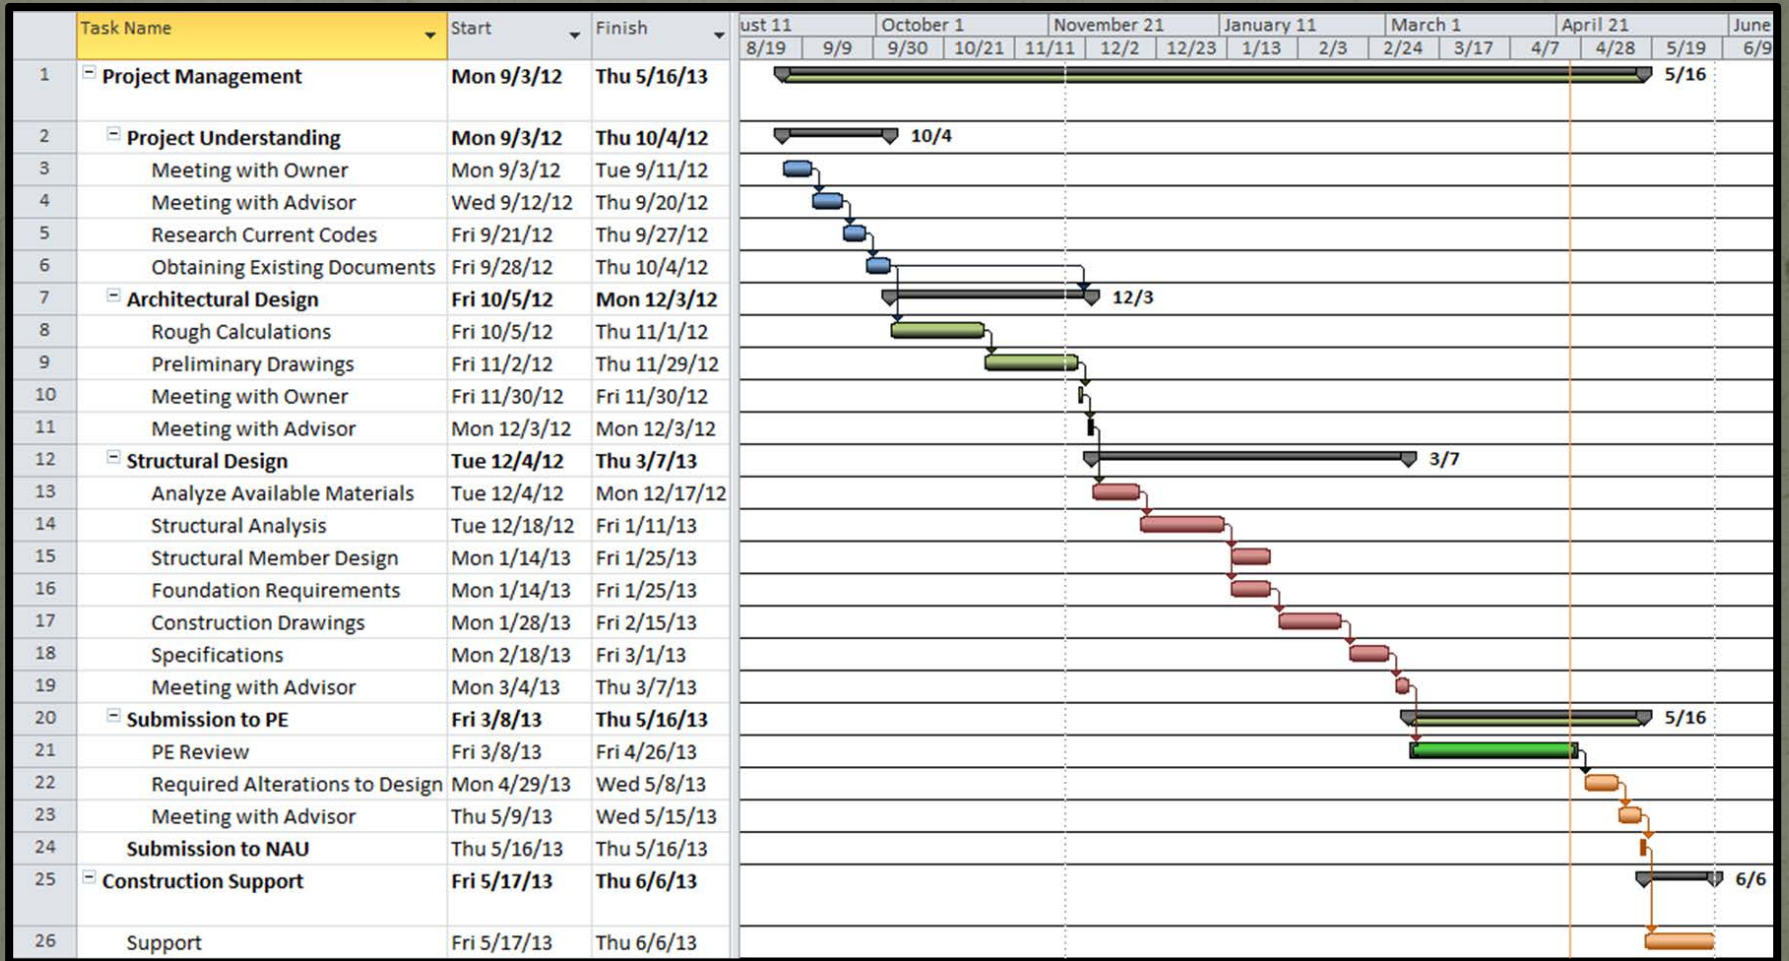 Task Name Start Finish ust 11 October 1 November 21 January 11 March 1 April 21 June
8/19 9/9 9/30 10/21 11/11 12/2 12/23 1/13 2/3 2/24 3/17 4/7 4/28 5/19 6/9
1 Project Management Mon 9/3/12 Thu 5/16/13 5/16
2 Project Understanding Mon 9/3/12 Thu 10/4/12 10/4
3 Meeting with Owner Mon 9/3/12 Tue 9/11/12
4 Meeting with Advisor Wed 9/12/12 Thu 9/20/12
5 Research Current Codes Fri 9/21/12 Thu 9/27/12
6 Obtaining Existing Documents Fri 9/28/12 Thu 10/4/12
7 Architectural Design Fri 10/5/12 Mon 12/3/12 12/3
8 Rough Calculations Fri 10/5/12 Thu 11/1/12
9 Preliminary Drawings Fri 11/2/12 Thu 11/29/12
10 Meeting with Owner Fri 11/30/12 Fri 11/30/12
11 Meeting with Advisor Mon 12/3/12 Mon 12/3/12
12 Structural Design Tue 12/4/12 Thu 3/7/13 3/7
13 Analyze Available Materials Tue 12/4/12 Mon 12/17/12
14 Structural Analysis Tue 12/18/12 Fri 1/11/13
15 Structural Member Design Mon 1/14/13 Fri 1/25/13
16 Foundation Requirements Mon 1/14/13 Fri 1/25/13
17 Construction Drawings Mon 1/28/13 Fri 2/15/13
18 Specifications Mon 2/18/13 Fri 3/1/13
19 Meeting with Advisor Mon 3/4/13 Thu 3/7/13
20 Submission to PE Fri 3/8/13 Thu 5/16/13 5/16
21 PE Review Fri 3/8/13 Fri 4/26/13
22 Required Alterations to Design Mon 4/29/13 Wed 5/8/13
23 Meeting with Advisor Thu 5/9/13 Wed 5/15/13
24 Submission to NAU Thu 5/16/13 Thu 5/16/13
25 Construction Support Fri 5/17/13 Thu 6/6/13 6/6
26 Support Fri 5/17/13 Thu 6/6/13